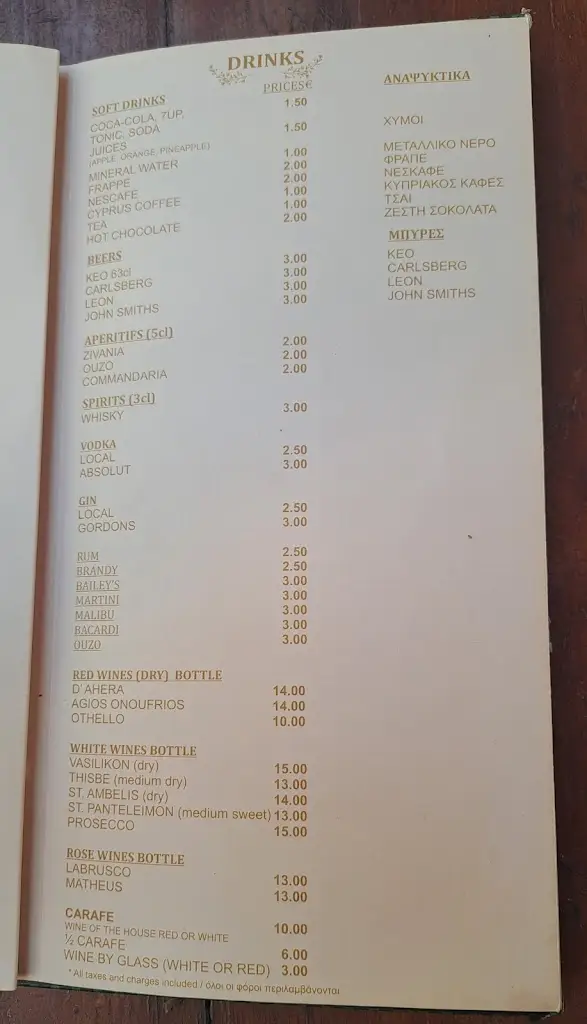 DRINKS
PRICES€ ΑΝΑΨΥΚΤΙΚΑ
SOFT DRINKS 1.50
COCA-COLA, 7UP,
TONIC, SODA 1.50 ΧΥΜΟΙ
JUICES
(APPLE, ORANGE, PINEAPPLE)
MINERAL WATER 1.00 ΜΕΤΑΛΛΙΚΟ ΝΕΡΟ
FRAPPE 2.00 ΦΡΑΠΕ
NESCAFE 2.00 ΝΕΣΚΑΦΕ
CYPRUS COFFEE 1.00 ΚΥΠΡΙΑΚΟΣ ΚΑΦΕΣ
TEA 1.00 ΤΣΑΙ
HOT CHOCOLATE 2.00 ΖΕΣΤΗ ΣΟΚΟΛΑΤΑ
BEERS ΜΠΥΡΕΣ
KEO 63cl 3.00 ΚΕΟ
CARLSBERG 3.00 CARLSBERG
LEON 3.00 LEON
JOHN SMITHS 3.00 JOHN SMITHS
APERITIFS (5cl)
ZIVANIA 2.00
OUZO 2.00
COMMANDARIA 2.00
SPIRITS (3cl)
WHISKY 3.00
VODKA
LOCAL 2.50
ABSOLUT 3.00
GIN
LOCAL 2.50
GORDONS 3.00
RUM 2.50
BRANDY 2.50
BAILEY'S 3.00
MARTINI 3.00
MALIBU 3.00
BACARDI 3.00
OUZO 3.00
RED WINES (DRY) BOTTLE
D'AHERA 14.00
AGIOS ONOUFRIOS 14.00
OTHELLO 10.00
WHITE WINES BOTTLE
VASILIKON (dry) 15.00
THISBE (medium dry) 13.00
ST. AMBELIS (dry) 14.00
ST. PANTELEIMON (medium sweet) 13.00
PROSECCO 15.00
ROSE WINES BOTTLE
LABRUSCO 13.00
MATHEUS 13.00
CARAFE
WINE OF THE HOUSE RED OR WHITE 10.00
½ CARAFE 6.00
WINE BY GLASS (WHITE OR RED) 3.00
* All taxes and charges included / όλοι οι φόροι περιλαμβάνονται